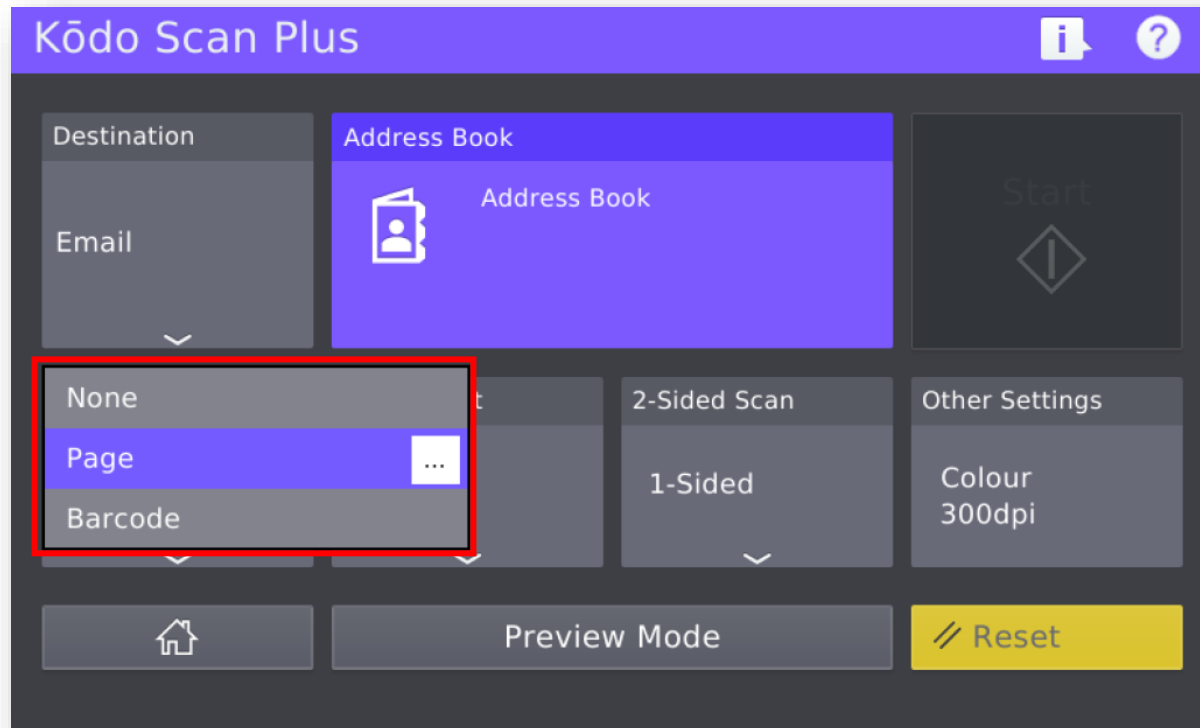 Kōdo Scan Plus
i ?
Destination
Email
Address Book
Address Book
Start
None
Page ...
Barcode
2-Sided Scan
1-Sided
Other Settings
Colour
300dpi
Preview Mode
Reset